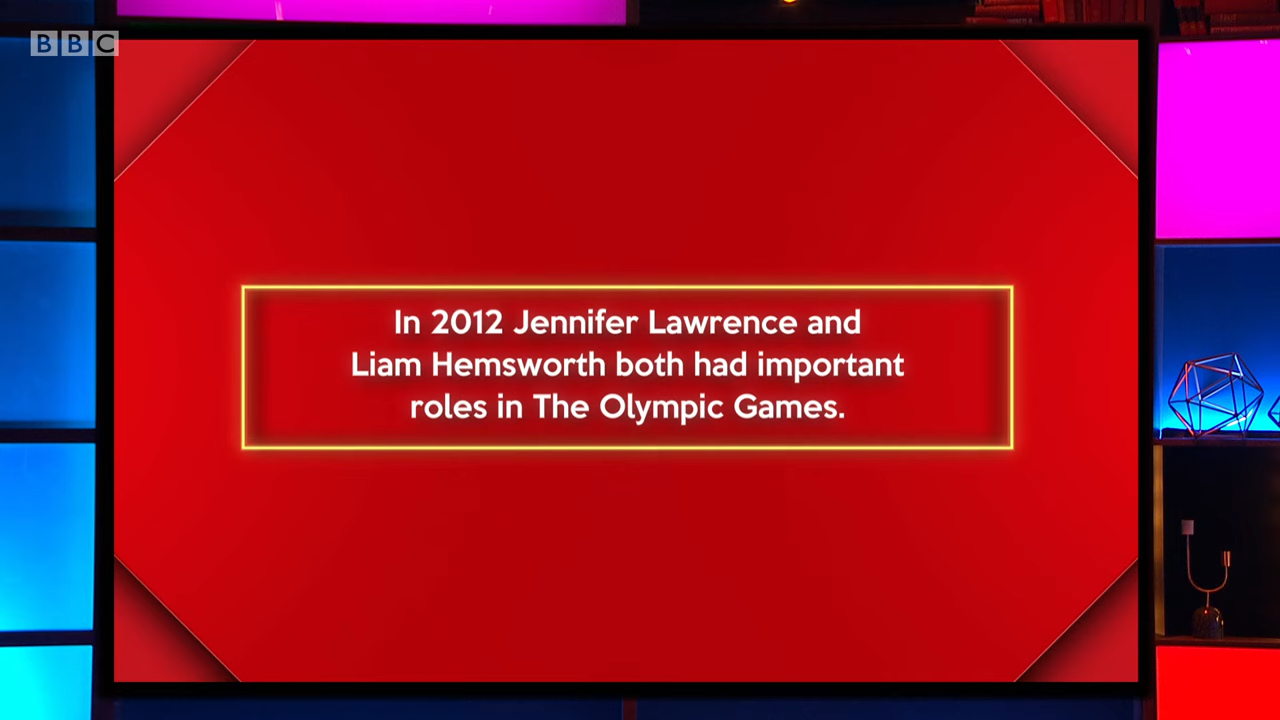 BBC
In 2012 Jennifer Lawrence and
Liam Hemsworth both had important
roles in The Olympic Games.